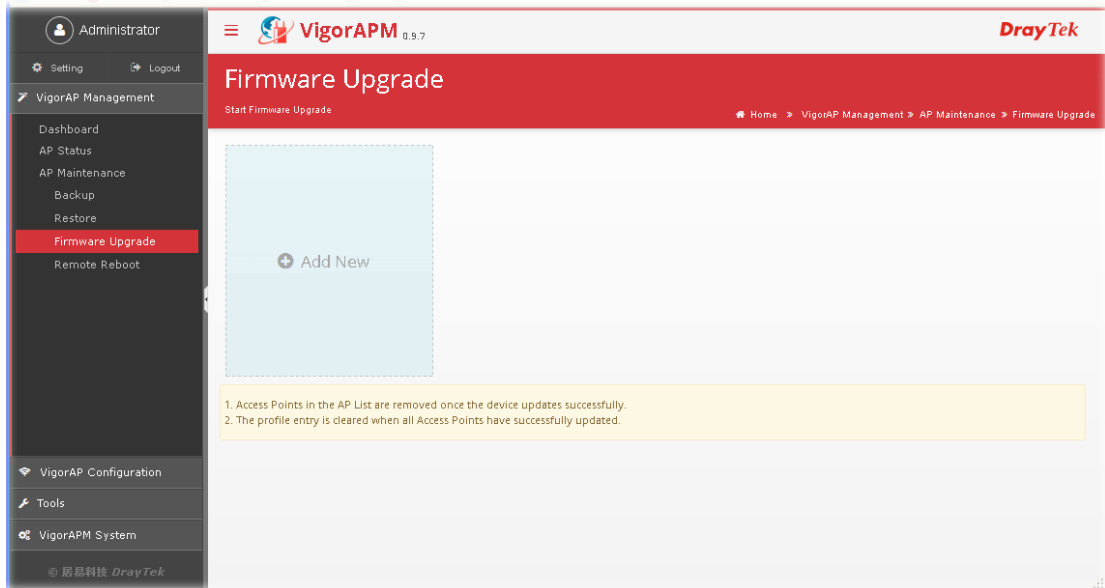 Administrator
Setting
Logout
VigorAP Management
Dashboard
AP Status
AP Maintenance
Backup
Restore
Firmware Upgrade
Remote Reboot
VigorAP Configuration
Tools
VigorAPM System
© 居易科技 DrayTek
VigorAPM 0.9.7
DrayTek
Firmware Upgrade
Start Firmware Upgrade
Home » VigorAP Management » AP Maintenance » Firmware Upgrade
Add New
1. Access Points in the AP List are removed once the device updates successfully.
2. The profile entry is cleared when all Access Points have successfully updated.